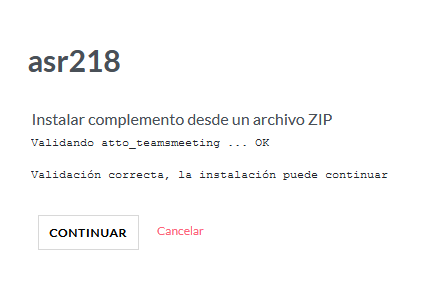 asr218
Instalar complemento desde un archivo ZIP
Validando atto_teamsmeeting ... OK
Validación correcta, la instalación puede continuar
CONTINUAR Cancelar